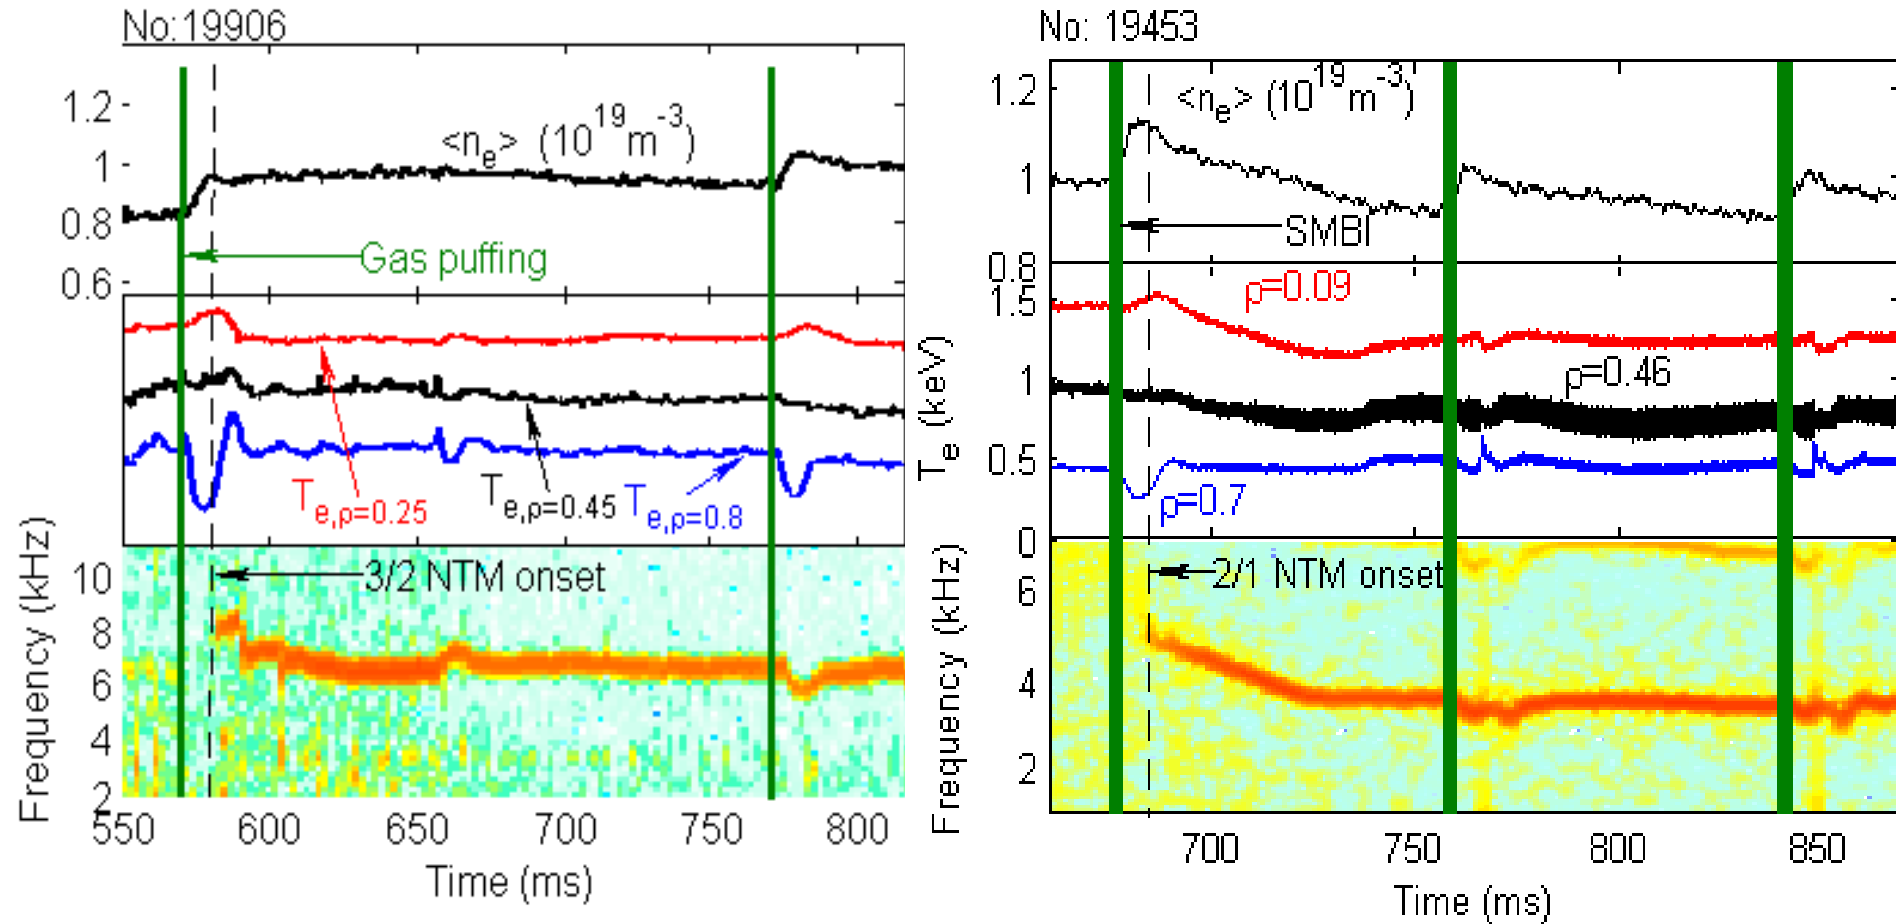 No:19906
1.2
1
0.8
0.6
<nₑ> (10¹⁹m⁻³)
Gas puffing
Tₑ,ρ=0.25
Tₑ,ρ=0.45
Tₑ,ρ=0.8
Frequency (kHz)
10
8
6
4
2
3/2 NTM onset
550 600 650 700 750 800
Time (ms)
No: 19453
1.2
1
0.8
<nₑ> (10¹⁹m⁻³)
SMBI
Tₑ (keV)
1.5
1
0.5
0
ρ=0.09
ρ=0.46
ρ=0.7
Frequency (kHz)
6
4
2
2/1 NTM onset
700 750 800 850
Time (ms)